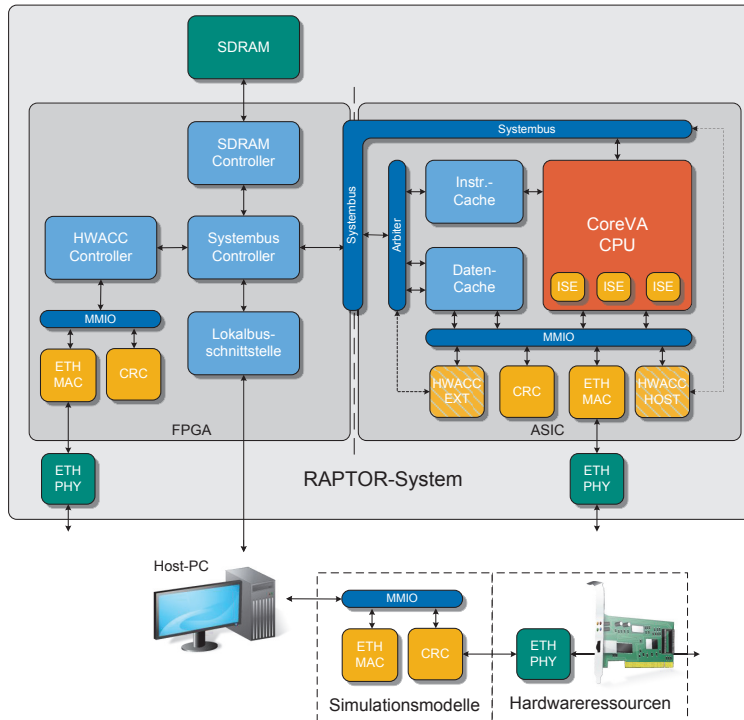 SDRAM
SDRAM
Controller
Systembus
Systembus
Arbiter
Instr.-
Cache
CoreVA
CPU
HWACC
Controller
Systembus
Controller
Daten-
Cache
ISE
ISE
ISE
MMIO
Lokalbus-
schnittstelle
MMIO
ETH
MAC
CRC
HWACC
EXT
CRC
ETH
MAC
HWACC
HOST
FPGA
ASIC
ETH
PHY
RAPTOR-System
ETH
PHY
Host-PC
MMIO
ETH
MAC
CRC
ETH
PHY
Simulationsmodelle
Hardwareressourcen